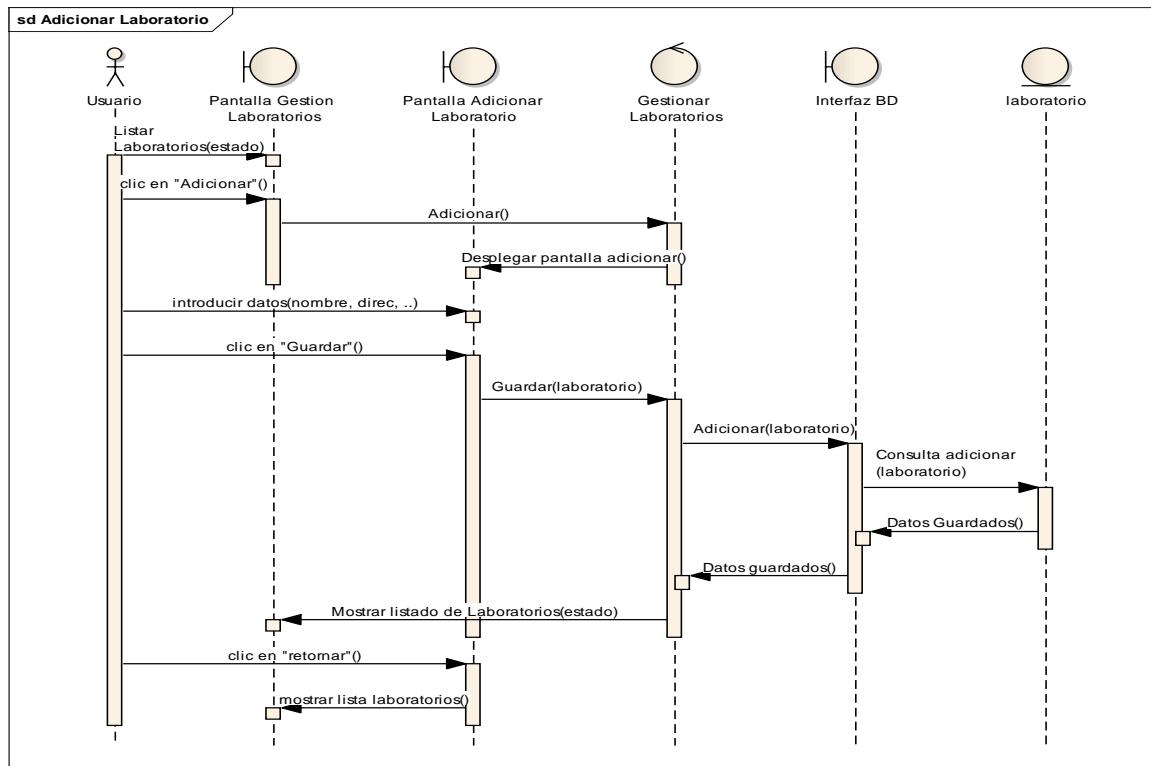 sd Adicionar Laboratorio
Usuario
Pantalla Gestion
Laboratorios
Pantalla Adicionar
Laboratorio
Gestionar
Laboratorios
Interfaz BD
laboratorio
Listar
Laboratorios(estado)
clic en "Adicionar"()
Adicionar()
Desplegar pantalla adicionar()
introducir datos(nombre, direc, ..)
clic en "Guardar"()
Guardar(laboratorio)
Adicionar(laboratorio)
Consulta adicionar
(laboratorio)
Datos Guardados()
Datos guardados()
Mostrar listado de Laboratorios(estado)
clic en "retornar"()
mostrar lista laboratorios()